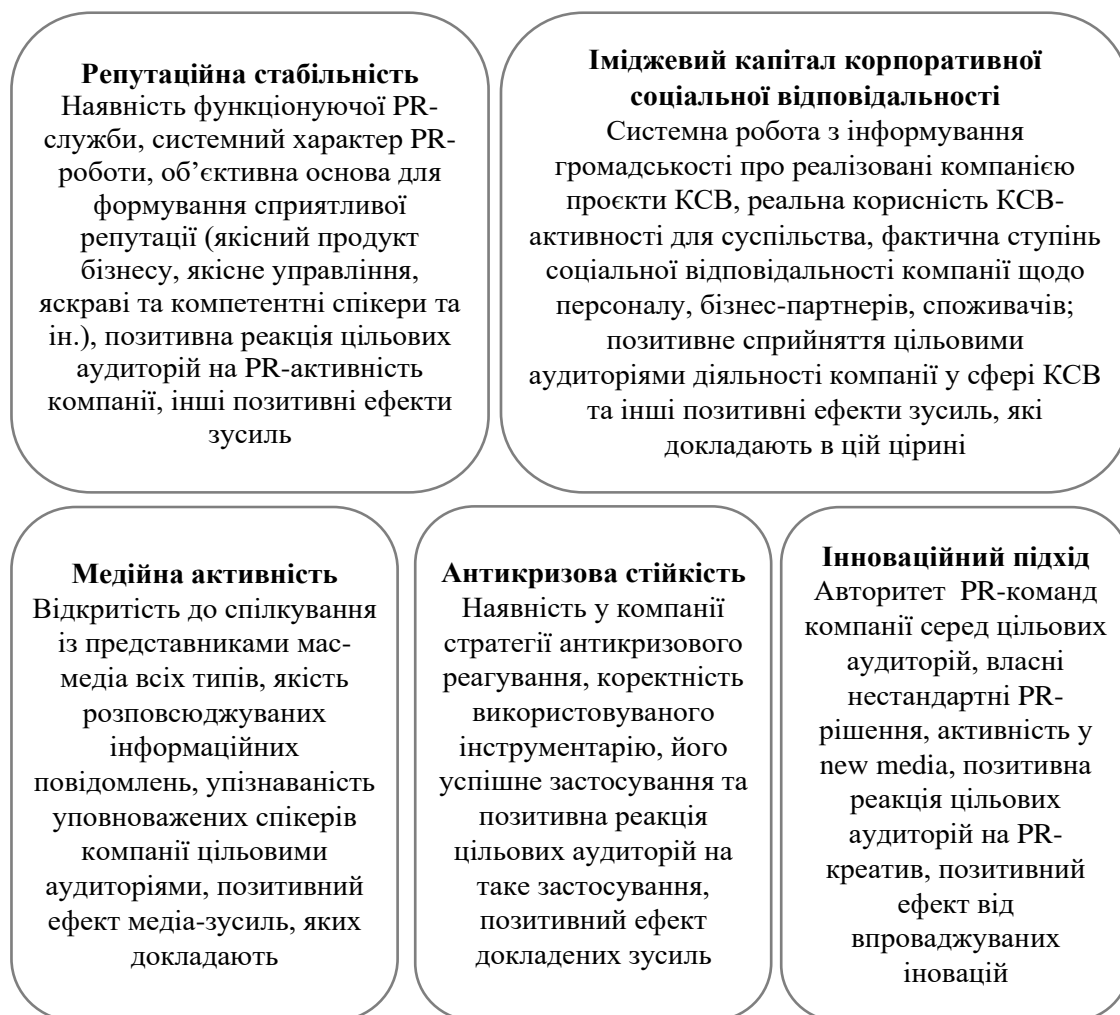 Репутаційна стабільність
Наявність функціонуючої PR-
служби, системний характер PR-
роботи, об’єктивна основа для
формування сприятливої
репутації (якісний продукт
бізнесу, якісне управління,
яскраві та компетентні спікери та
ін.), позитивна реакція цільових
аудиторій на PR-активність
компанії, інші позитивні ефекти
зусиль
Іміджевий капітал корпоративної
соціальної відповідальності
Системна робота з інформування
громадськості про реалізовані компанією
проєкти КСВ, реальна корисність КСВ-
активності для суспільства, фактична ступінь
соціальної відповідальності компанії щодо
персоналу, бізнес-партнерів, споживачів;
позитивне сприйняття цільовими
аудиторіями діяльності компанії у сфері КСВ
та інші позитивні ефекти зусиль, які
докладають в цій цірині
Медійна активність
Відкритість до спілкування
із представниками мас-
медіа всіх типів, якість
розповсюджуваних
інформаційних
повідомлень, упізнаваність
уповноважених спікерів
компанії цільовими
аудиторіями, позитивний
ефект медіа-зусиль, яких
докладають
Антикризова стійкість
Наявність у компанії
стратегії антикризового
реагування, коректність
використовуваного
інструментарію, його
успішне застосування та
позитивна реакція
цільових аудиторій на
таке застосування,
позитивний ефект
докладених зусиль
Інноваційний підхід
Авторитет PR-команд
компанії серед цільових
аудиторій, власні
нестандартні PR-
рішення, активність у
new media, позитивна
реакція цільових
аудиторій на PR-
креатив, позитивний
ефект від
впроваджуваних
іновацій